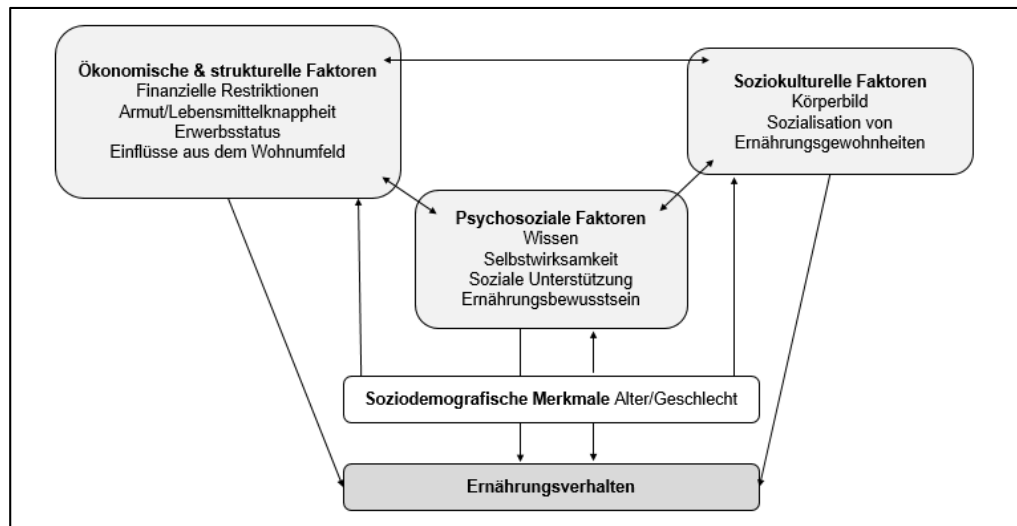 Ökonomische & strukturelle Faktoren
Finanzielle Restriktionen
Armut/Lebensmittelknappheit
Erwerbsstatus
Einflüsse aus dem Wohnumfeld
Soziokulturelle Faktoren
Körperbild
Sozialisation von
Ernährungsgewohnheiten
Psychosoziale Faktoren
Wissen
Selbstwirksamkeit
Soziale Unterstützung
Ernährungsbewusstsein
Soziodemografische Merkmale Alter/Geschlecht
Ernährungsverhalten